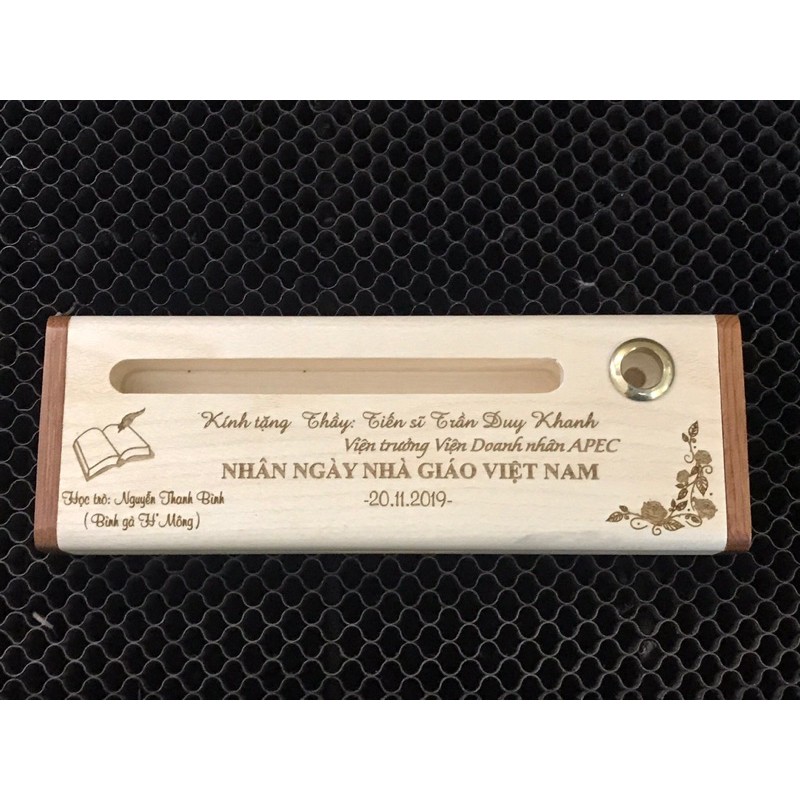 Kính tặng Thầy: Tiến sĩ Trần Duy Khanh
Viện trưởng Viện Doanh nhân APEC
NHÂN NGÀY NHÀ GIÁO VIỆT NAM
-20.11.2019-
Học trò: Nguyễn Thanh Bình
( Bình gà H'Mông )